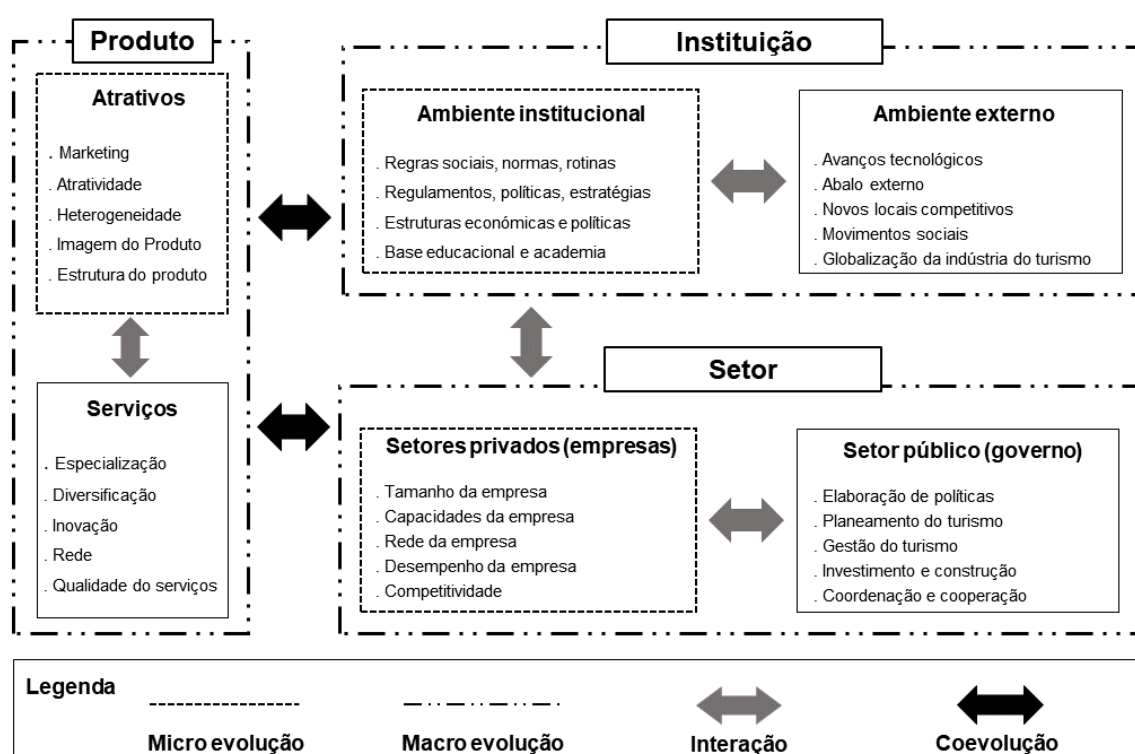 Produto
Atrativos
. Marketing
. Atratividade
. Heterogeneidade
. Imagem do Produto
. Estrutura do produto
Serviços
. Especialização
. Diversificação
. Inovação
. Rede
. Qualidade do serviços
Instituição
Ambiente institucional
. Regras sociais, normas, rotinas
. Regulamentos, políticas, estratégias
. Estruturas económicas e políticas
. Base educacional e academia
Ambiente externo
. Avanços tecnológicos
. Abalo externo
. Novos locais competitivos
. Movimentos sociais
. Globalização da indústria do turismo
Setor
Setores privados (empresas)
. Tamanho da empresa
. Capacidades da empresa
. Rede da empresa
. Desempenho da empresa
. Competitividade
Setor público (governo)
. Elaboração de políticas
. Planeamento do turismo
. Gestão do turismo
. Investimento e construção
. Coordenação e cooperação
Legenda
Micro evolução
Macro evolução
Interação
Coevolução